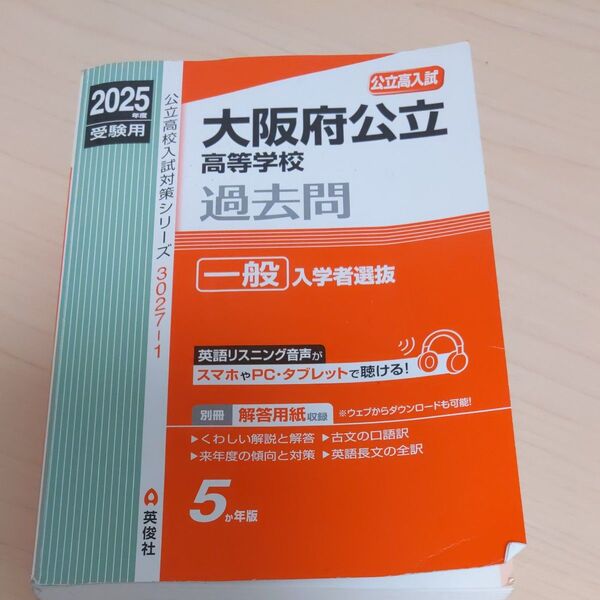 2025年度
受験用
公立高校入試対策シリーズ 3027-1
公立高入試
大阪府公立
高等学校
過去問
一般 入学者選抜
英語リスニング音声が
スマホやPC・タブレットで聴ける!
別冊 解答用紙収録 ※ウェブからダウンロードも可能!
▶くわしい解説と解答 ▶古文の口語訳
▶来年度の傾向と対策 ▶英語長文の全訳
5か年版
英俊社